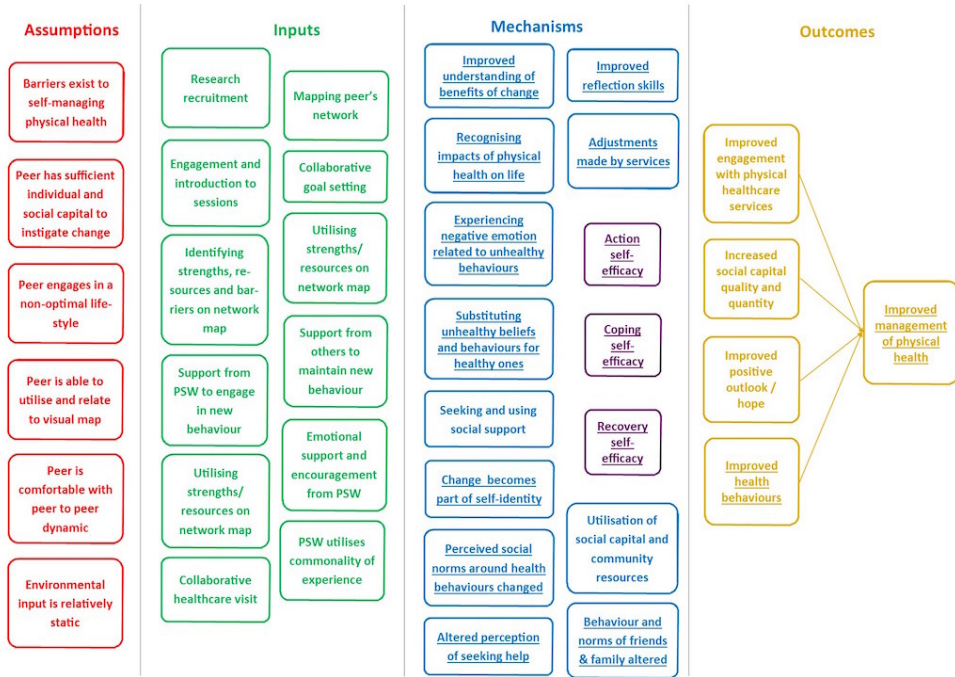 Assumptions
Barriers exist to
self-managing
physical health
Peer has sufficient
individual and
social capital to
instigate change
Peer engages in a
non-optimal life-
style
Peer is able to
utilise and relate
to visual map
Peer is
comfortable with
peer to peer
dynamic
Environmental
input is relatively
static
Inputs
Research
recruitment
Engagement and
introduction to
sessions
Identifying
strengths, re-
sources and bar-
riers on network
map
Support from
PSW to engage
in new
behaviour
Utilising
strengths/
resources on
network map
Collaborative
healthcare visit
Mapping peer's
network
Collaborative
goal setting
Utilising
strengths/
resources on
network map
Support from
others to
maintain new
behaviour
Emotional
support and
encouragement
from PSW
PSW utilises
commonality of
experience
Mechanisms
Improved
understanding of
benefits of change
Recognising
impacts of physical
health on life
Experiencing
negative emotion
related to unhealthy
behaviours
Substituting
unhealthy beliefs
and behaviours for
healthy ones
Seeking and using
social support
Change becomes
part of self-identity
Perceived social
norms around health
behaviours changed
Altered perception
of seeking help
Improved
reflection skills
Adjustments
made by services
Action
self-
efficacy
Coping
self-
efficacy
Recovery
self-
efficacy
Utilisation of
social capital and
community
resources
Behaviour and
norms of friends
& family altered
Outcomes
Improved
engagement
with physical
healthcare
services
Increased
social capital
quality and
quantity
Improved
positive
outlook /
hope
Improved
health
behaviours
Improved
management
of physical
health